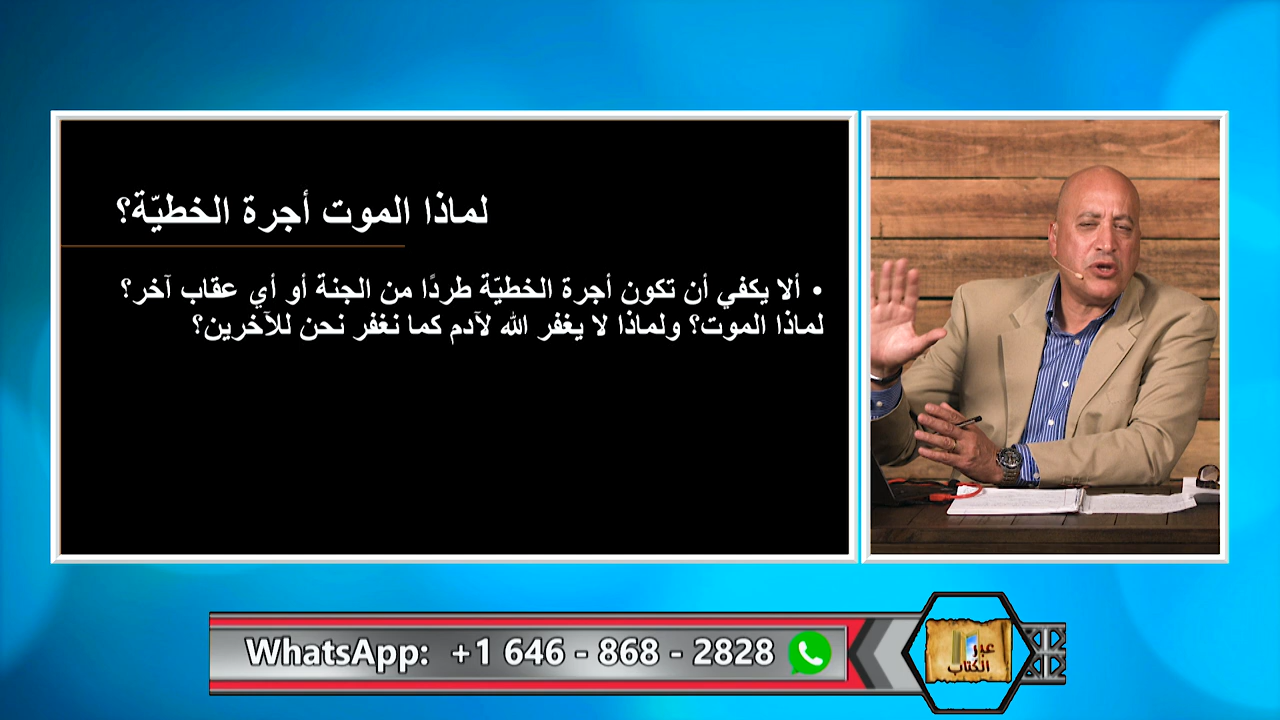 لماذا الموت أجرة الخطيّة؟
• ألا يكفي أن تكون أجرة الخطيّة طردًا من الجنة أو أي عقاب آخر؟
لماذا الموت؟ ولماذا لا يغفر الله لآدم كما نغفر نحن للآخرين؟
WhatsApp: +1 646 - 868 - 2828
عبر
الكتاب